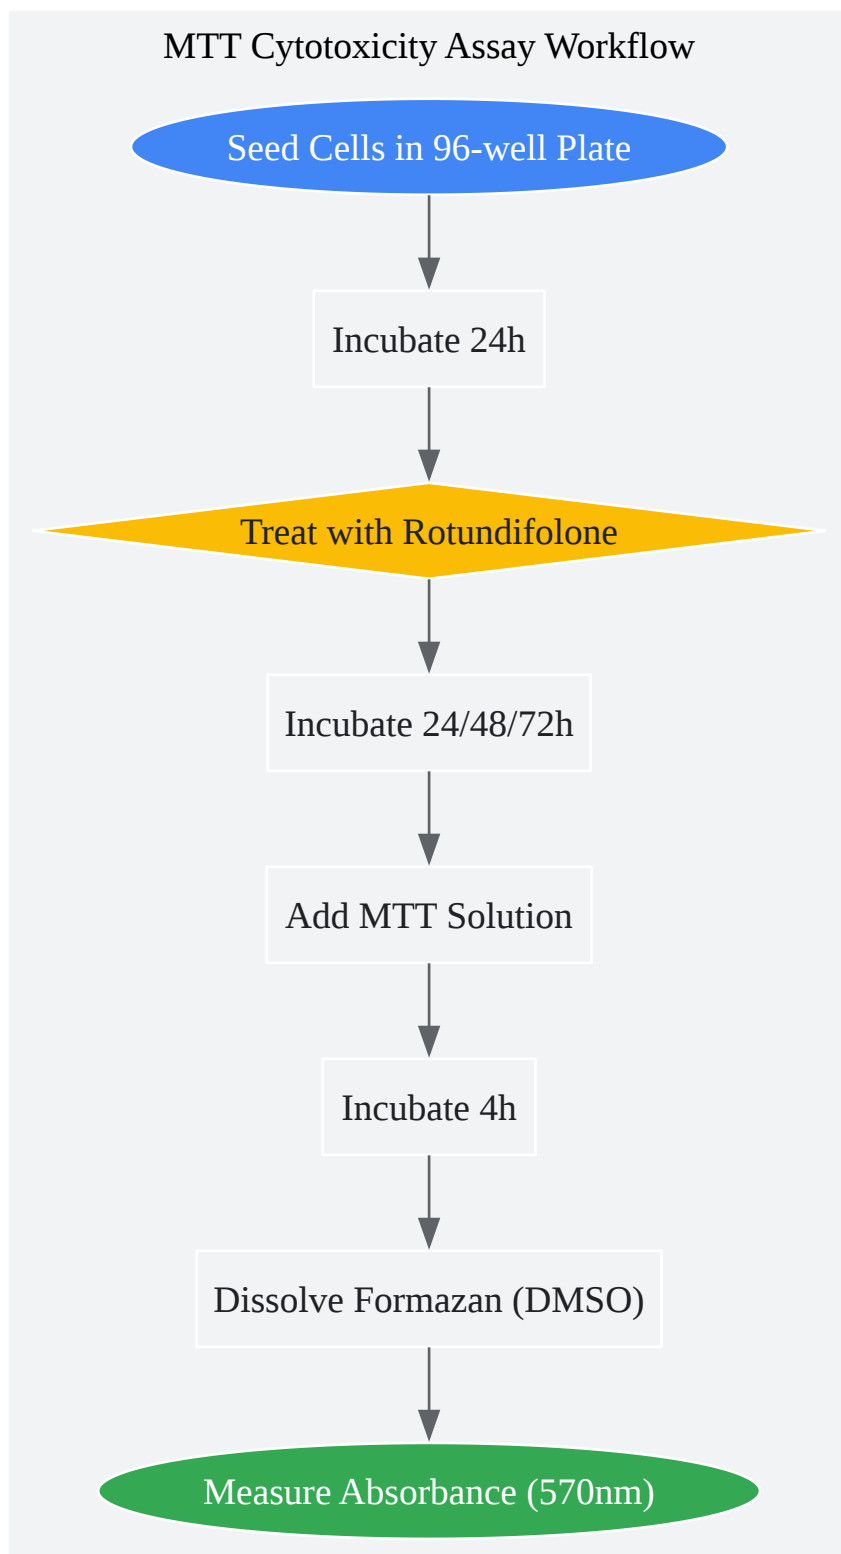 MTT Cytotoxicity Assay Workflow
Seed Cells in 96-well Plate
Incubate 24h
Treat with Rotundifolone
Incubate 24/48/72h
Add MTT Solution
Incubate 4h
Dissolve Formazan (DMSO)
Measure Absorbance (570nm)